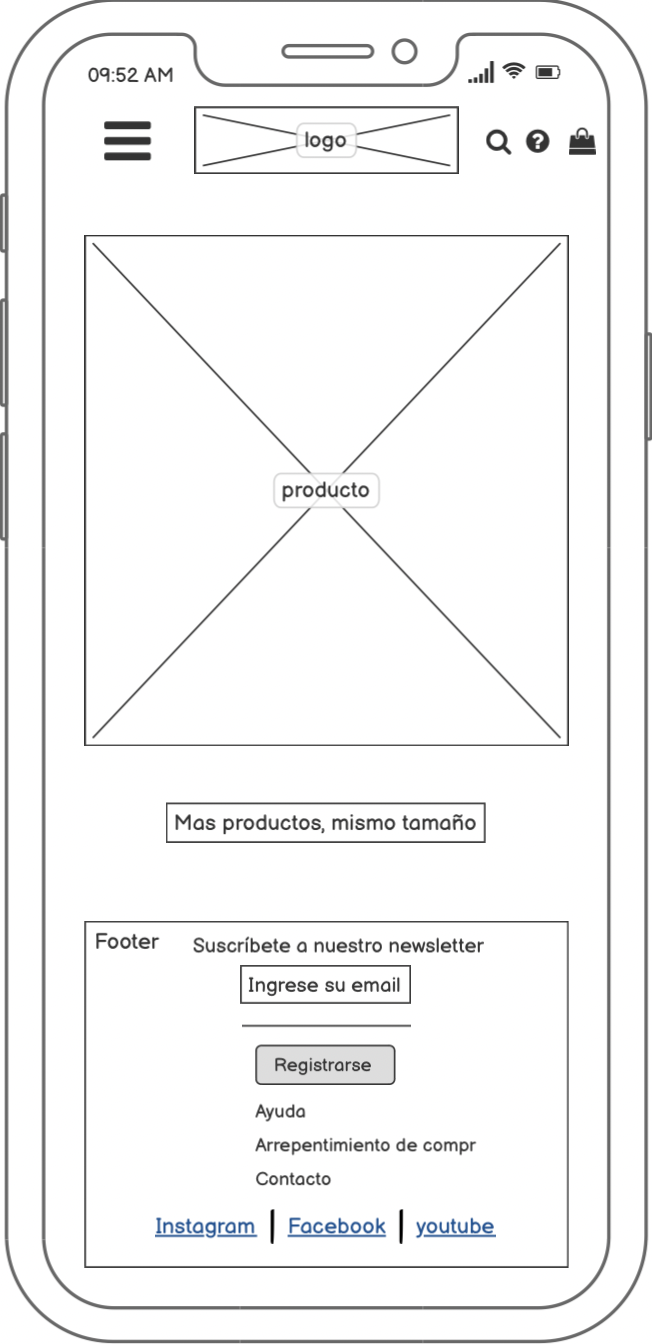 09:52 AM
logo
producto
Mas productos, mismo tamaño
Footer
Suscríbete a nuestro newsletter
Ingrese su email
Registrarse
Ayuda
Arrepentimiento de compr
Contacto
Instagram Facebook youtube